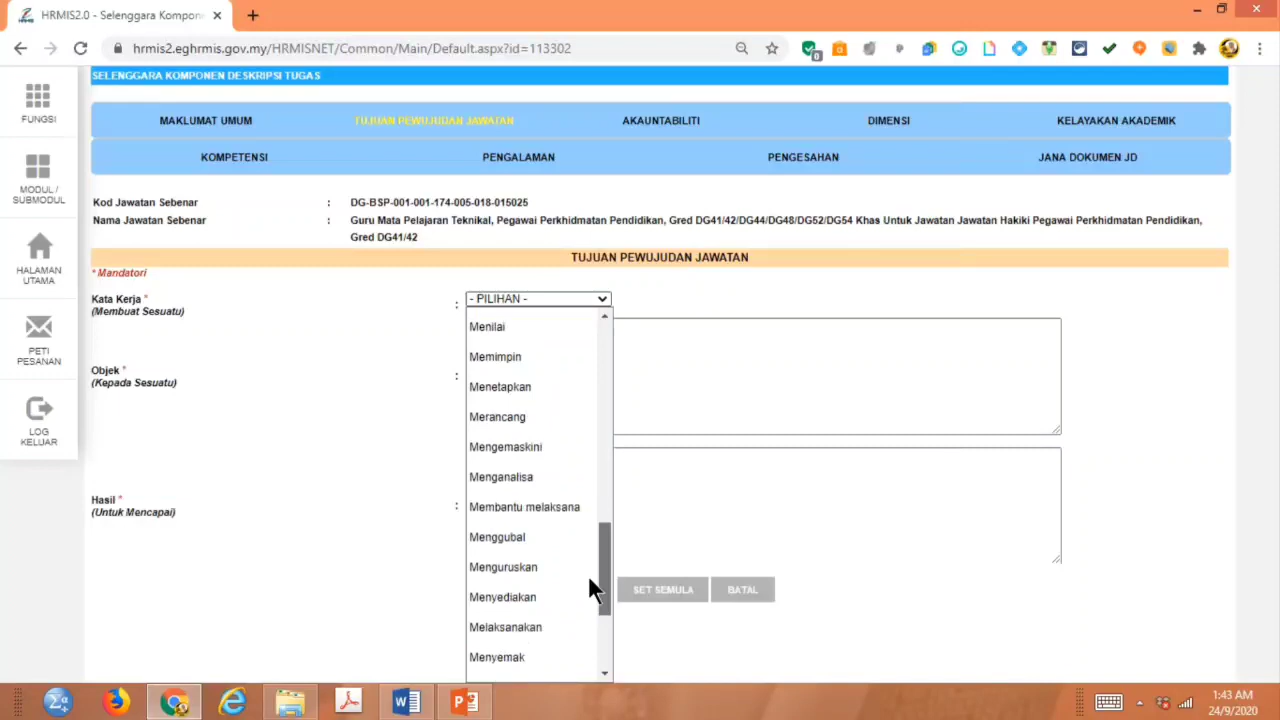 HRMIS2.0 - Selenggara Kompon
hrmis2.eghrmis.gov.my/HRMISNET/Common/Main/Default.aspx?id=113302
0
SELENGGARA KOMPONEN DESKRIPSI TUGAS
FUNGSI
MODUL /
SUBMODUL
HALAMAN
UTAMA
PETI
PESANAN
LOG
KELUAR
MAKLUMAT UMUM
TUJUAN PEWUJUDAN JAWATAN
AKAUNTABILITI
DIMENSI
KELAYAKAN AKADEMIK
KOMPETENSI
PENGALAMAN
PENGESAHAN
JANA DOKUMEN JD
Kod Jawatan Sebenar : DG-BSP-001-001-174-005-018-015025
Nama Jawatan Sebenar : Guru Mata Pelajaran Teknikal, Pegawai Perkhidmatan Pendidikan, Gred DG41/42/DG44/DG48/DG52/DG54 Khas Untuk Jawatan Jawatan Hakiki Pegawai Perkhidmatan Pendidikan,
Gred DG41/42
TUJUAN PEWUJUDAN JAWATAN
* Mandatori
Kata Kerja *
(Membuat Sesuatu)
:
- PILIHAN -
Menilai
Memimpin
Menetapkan
Merancang
Mengemaskini
Menganalisa
Membantu melaksana
Menggubal
Menguruskan
Menyediakan
Melaksanakan
Menyemak
Objek *
(Kepada Sesuatu)
:
Hasil *
(Untuk Mencapai)
:
SET SEMULA
BATAL
1:43 AM
24/9/2020